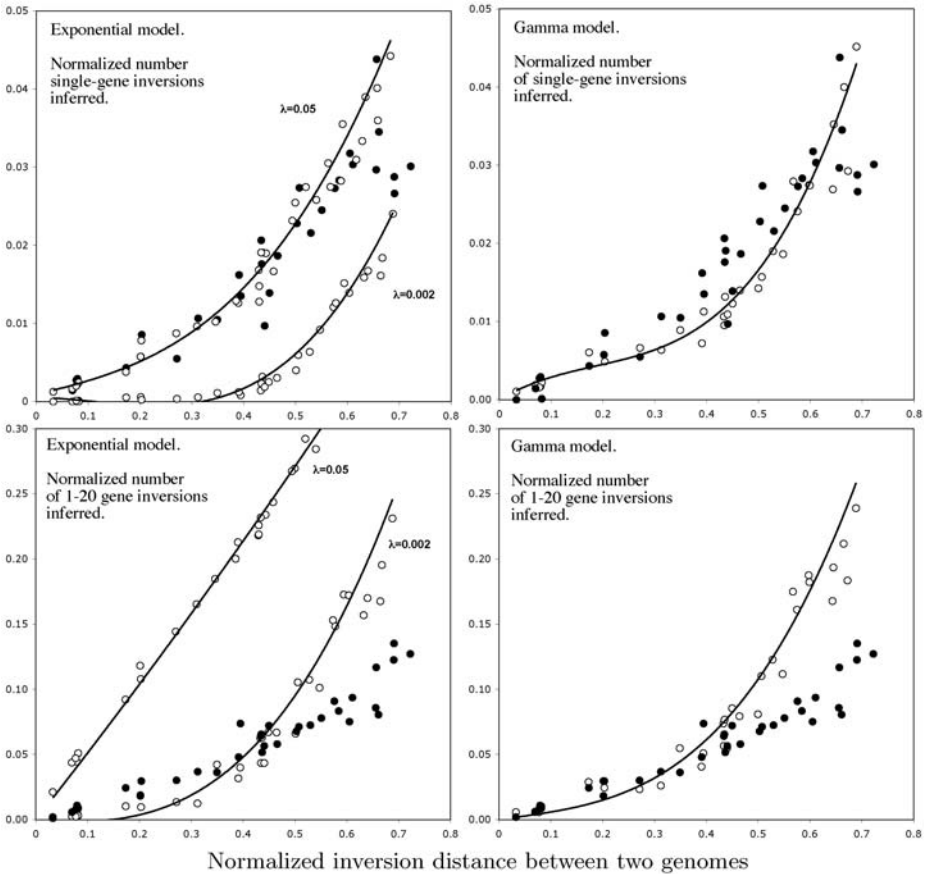 0.05
Exponential model.
Normalized number
single-gene inversions
inferred.
0.04
λ=0.05
0.03
0.02
λ=0.002
0.01
0
0 0.1 0.2 0.3 0.4 0.5 0.6 0.7 0.8
0.05
Gamma model.
Normalized number
of single-gene inversions
inferred.
0.04
0.03
0.02
0.01
0.00
0 0.1 0.2 0.3 0.4 0.5 0.6 0.7 0.8
0.30
Exponential model.
Normalized number
of 1-20 gene inversions
inferred.
0.25
λ=0.05
λ=0.002
0.20
0.15
0.10
0.05
0.00
0 0.1 0.2 0.3 0.4 0.5 0.6 0.7 0.8
0.30
Gamma model.
Normalized number
of 1-20 gene inversions
inferred.
0.25
0.20
0.15
0.10
0.05
0.00
0 0.1 0.2 0.3 0.4 0.5 0.6 0.7 0.8
Normalized inversion distance between two genomes